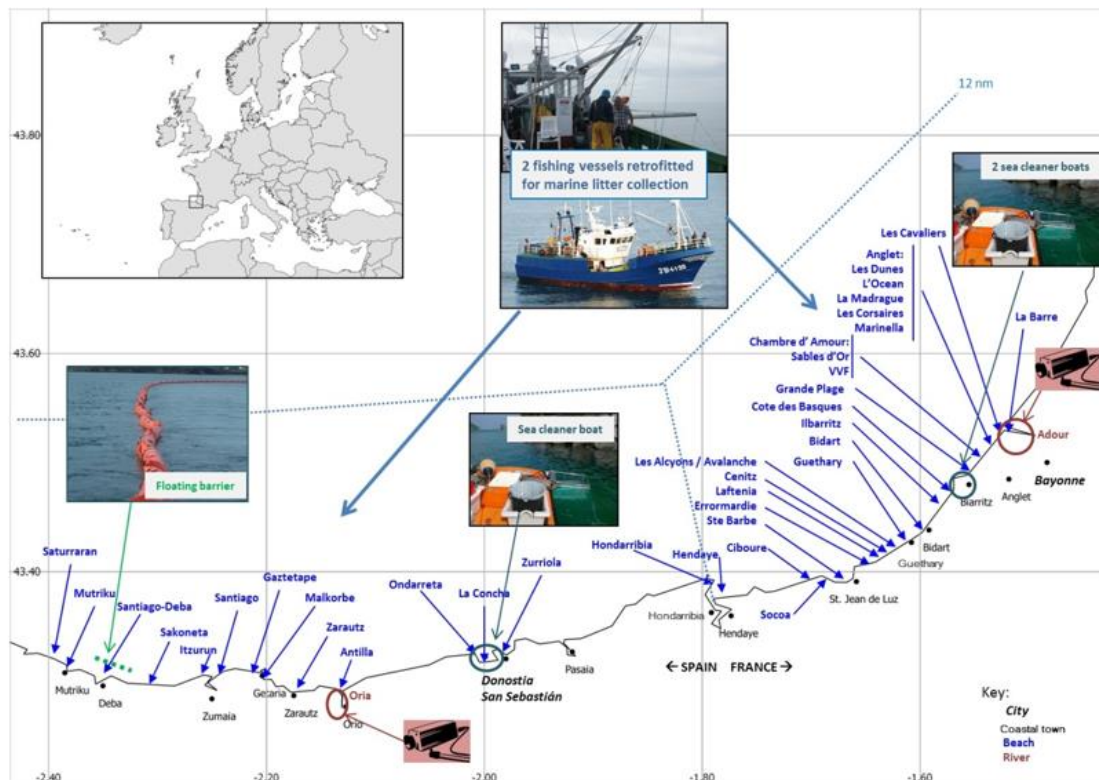 12 nm
43.80
2 fishing vessels retrofitted
for marine litter collection
2 sea cleaner boats
Les Cavaliers
Anglet:
Les Dunes
L'Ocean
La Madrague
Les Corsaires
Marinella
La Barre
43.60
Chambre d' Amour:
Sables d'Or
VVF
Grande Plage
Cote des Basques
Ilbarritz
Bidart
Guethary
Adour
Floating barrier
Sea cleaner boat
Les Alcyons / Avalanche
Cenitz
Laftenia
Errormardie
Ste Barbe
Biarritz
Anglet
Bayonne
Bidart
Guethary
43.40
Saturraran
Mutriku
Santiago-Deba
Sakoneta
Itzurun
Santiago
Gaztetape
Malkorbe
Zarautz
Antilla
Ondarreta
La Concha
Zurriola
Hondarribia
Hendaye
Ciboure
Socoa
St. Jean de Luz
Hondarribia
Hendaye
Mutriku
Deba
Zumaia
Getaria
Zarautz
Oria
Orio
Donostia
San Sebastián
Pasaia
← SPAIN FRANCE →
Key:
City
Coastal town
Beach
River
-2.40
-2.20
-2.00
-1.80
-1.60